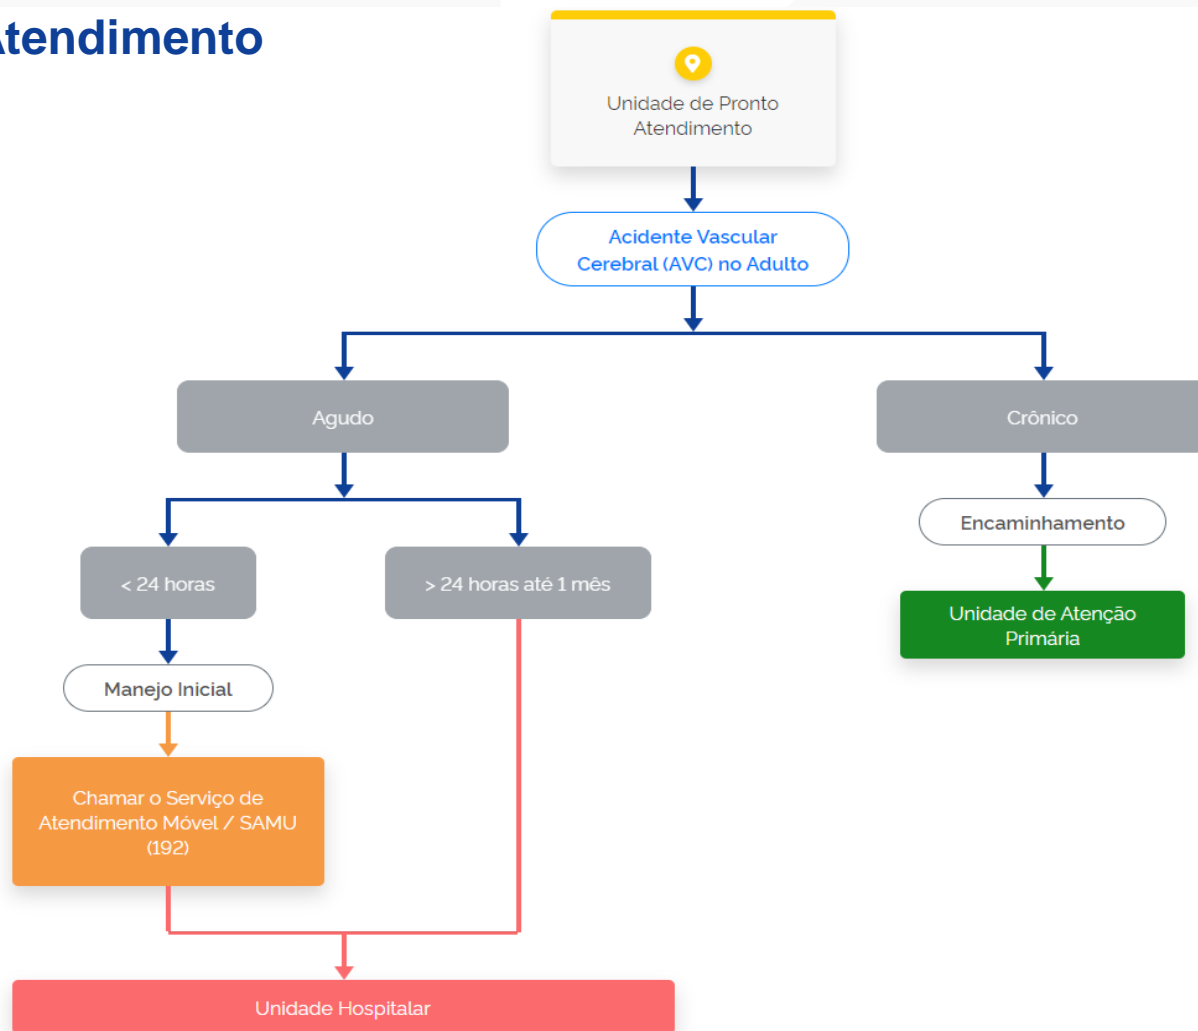 Atendimento
Unidade de Pronto
Atendimento
Acidente Vascular
Cerebral (AVC) no Adulto
Agudo
Crônico
< 24 horas
> 24 horas até 1 mês
Encaminhamento
Unidade de Atenção
Primária
Manejo Inicial
Chamar o Serviço de
Atendimento Móvel / SAMU
(192)
Unidade Hospitalar